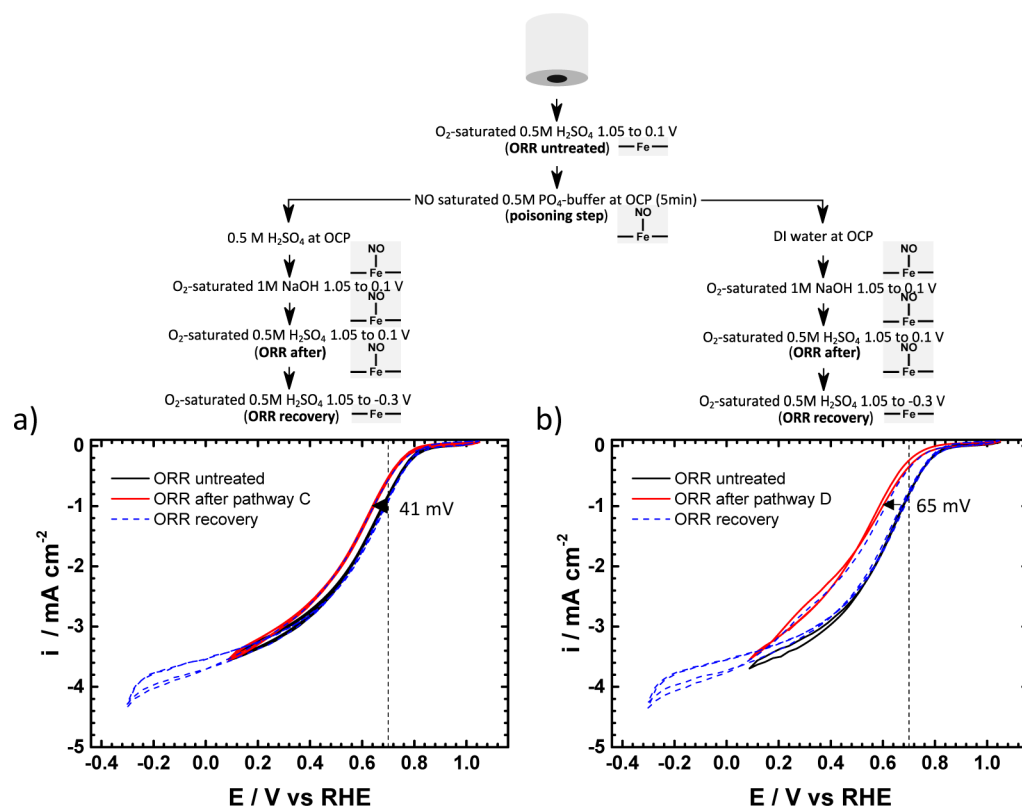 O₂-saturated 0.5M H₂SO₄ 1.05 to 0.1 V
(ORR untreated)
Fe
NO saturated 0.5M PO₄-buffer at OCP (5min)
(poisoning step)
NO
Fe
0.5 M H₂SO₄ at OCP
NO
Fe
O₂-saturated 1M NaOH 1.05 to 0.1 V
NO
Fe
O₂-saturated 0.5M H₂SO₄ 1.05 to 0.1 V
(ORR after)
NO
Fe
O₂-saturated 0.5M H₂SO₄ 1.05 to -0.3 V
(ORR recovery)
Fe
DI water at OCP
NO
Fe
O₂-saturated 1M NaOH 1.05 to 0.1 V
NO
Fe
O₂-saturated 0.5M H₂SO₄ 1.05 to 0.1 V
(ORR after)
NO
Fe
O₂-saturated 0.5M H₂SO₄ 1.05 to -0.3 V
(ORR recovery)
Fe
a)
ORR untreated
ORR after pathway C
ORR recovery
41 mV
0
-1
-2
-3
-4
-5
i / mA cm⁻²
-0.4 -0.2 0.0 0.2 0.4 0.6 0.8 1.0
E / V vs RHE
b)
ORR untreated
ORR after pathway D
ORR recovery
65 mV
0
-1
-2
-3
-4
-5
i / mA cm⁻²
-0.4 -0.2 0.0 0.2 0.4 0.6 0.8 1.0
E / V vs RHE